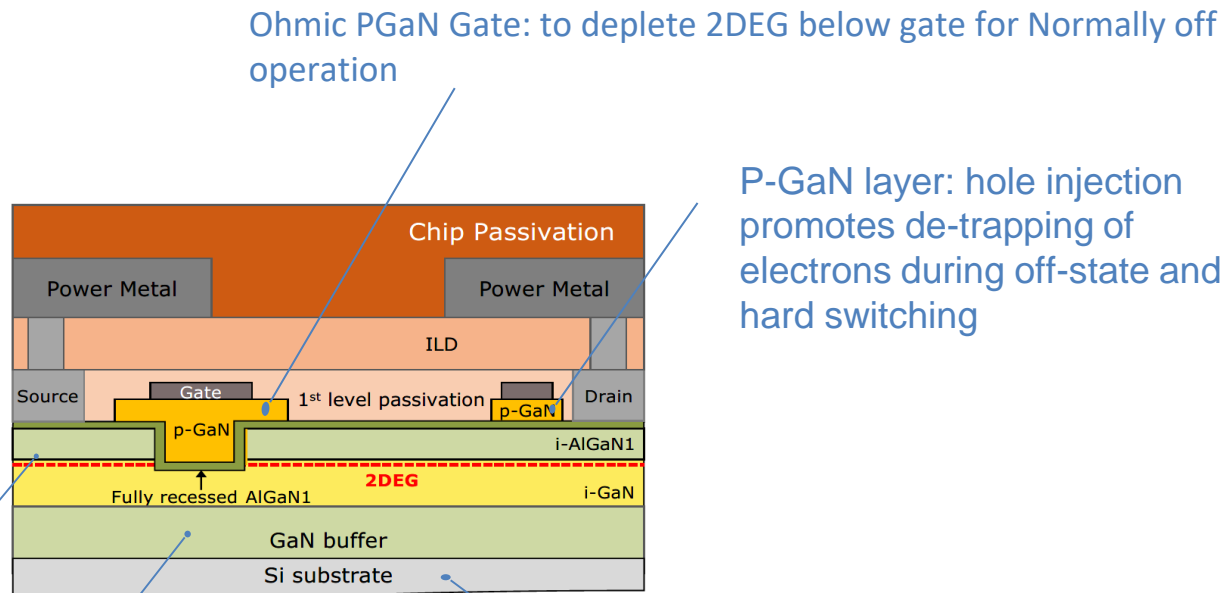 Ohmic PGaN Gate: to deplete 2DEG below gate for Normally off
operation
P-GaN layer: hole injection
promotes de-trapping of
electrons during off-state and
hard switching
Chip Passivation
Power Metal
Power Metal
ILD
Source
Gate
1st level passivation
p-GaN
Drain
p-GaN
i-AlGaN1
2DEG
Fully recessed AlGaN1
i-GaN
GaN buffer
Si substrate